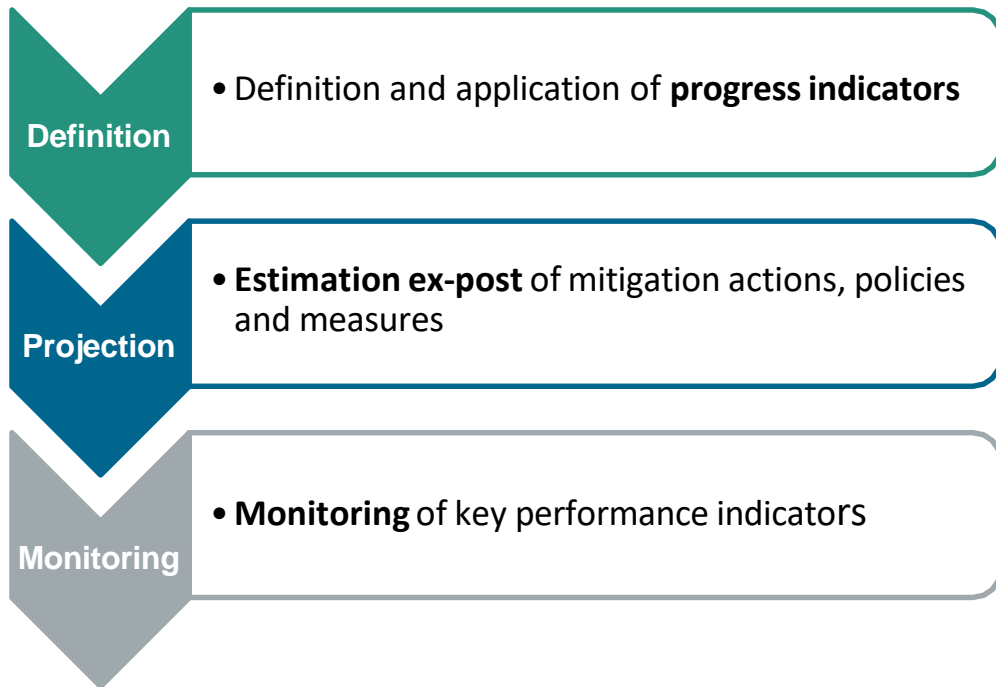 Definition
• Definition and application of progress indicators
Projection
• Estimation ex-post of mitigation actions, policies
and measures
Monitoring
• Monitoring of key performance indicators